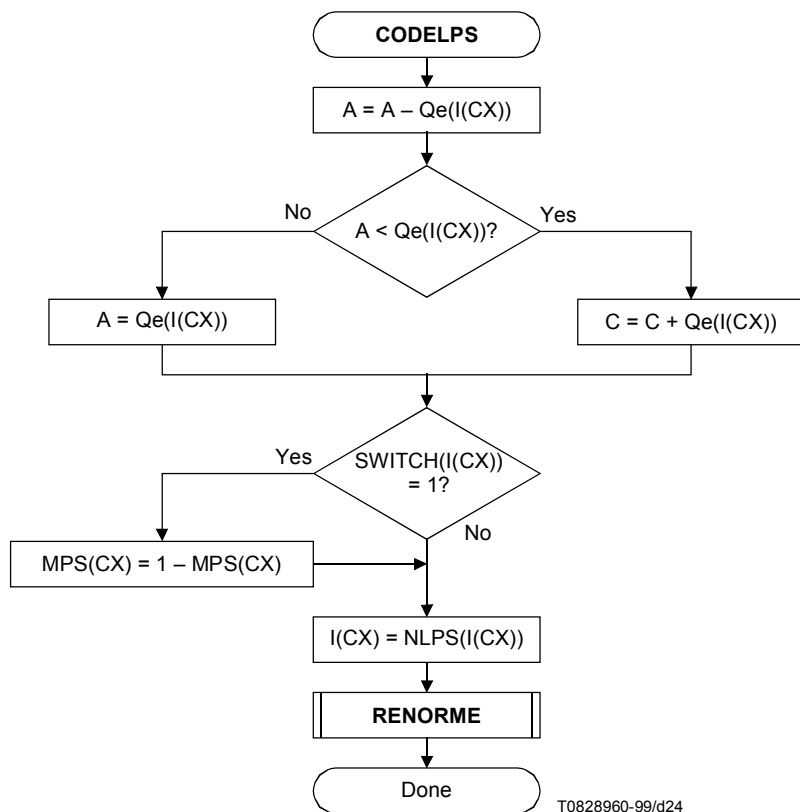 CODELPS
A = A – Qe(I(CX))
No
Yes
A < Qe(I(CX))?
A = Qe(I(CX))
C = C + Qe(I(CX))
Yes
SWITCH(I(CX))
= 1?
No
MPS(CX) = 1 – MPS(CX)
I(CX) = NLPS(I(CX))
RENORME
Done
T0828960-99/d24